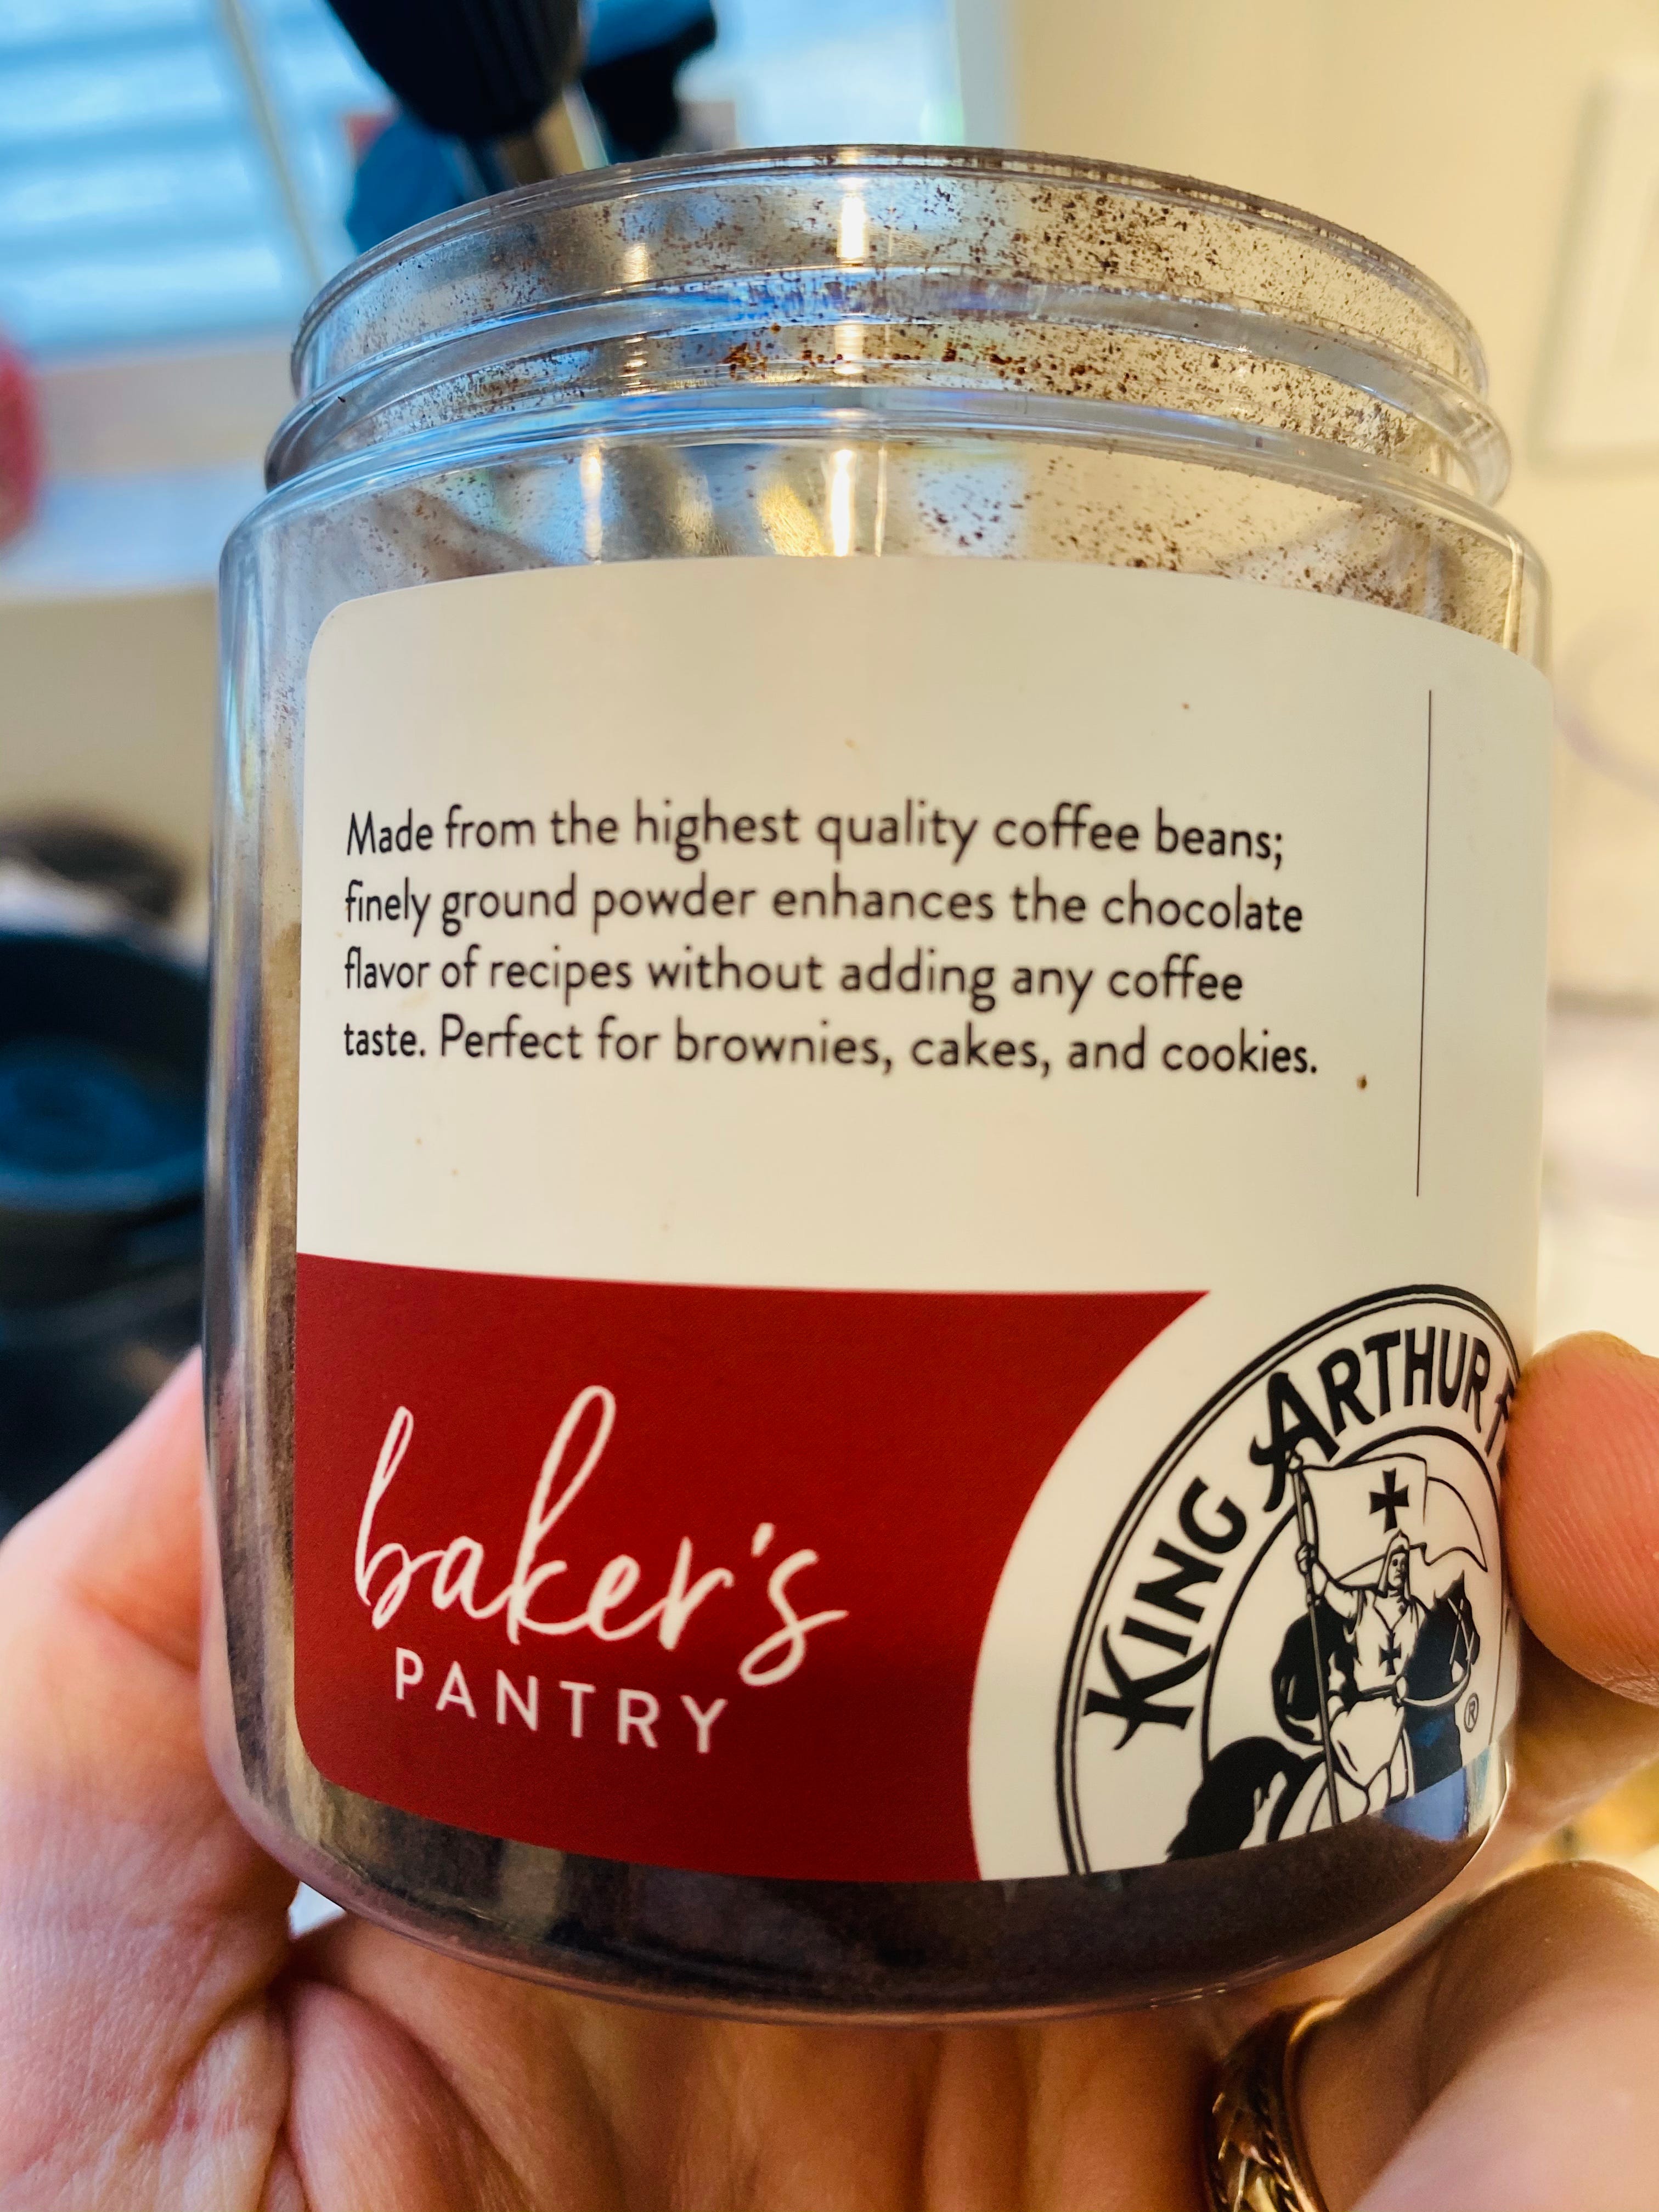 Made from the highest quality coffee beans;
finely ground powder enhances the chocolate
flavor of recipes without adding any coffee
taste. Perfect for brownies, cakes, and cookies.
baker's
PANTRY
KING ARTHUR
®